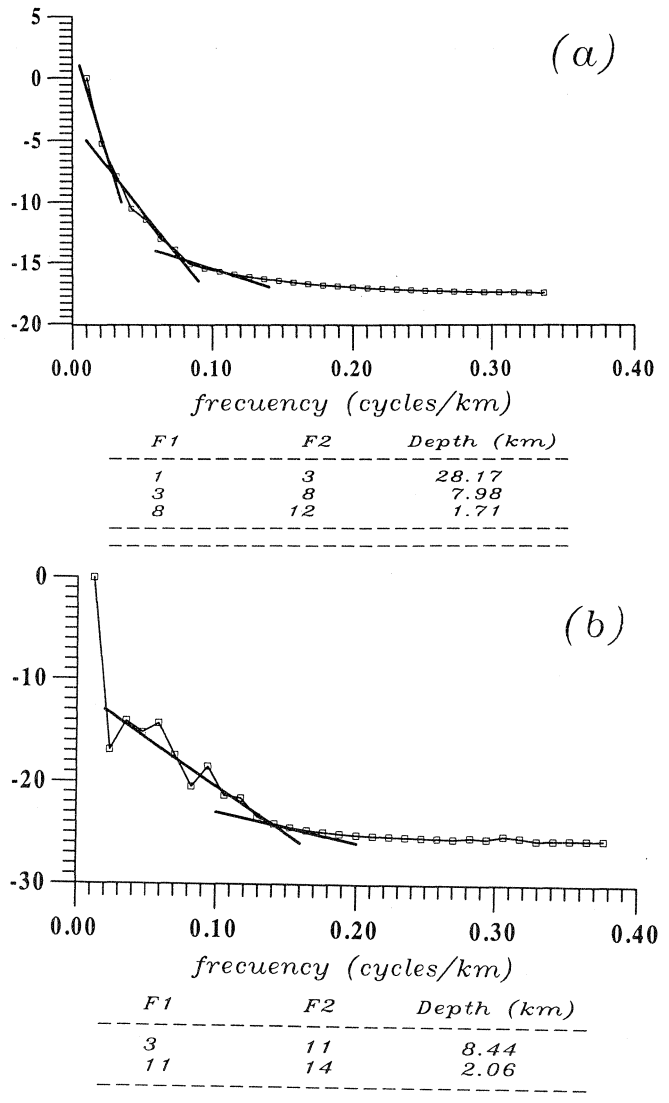 (a)
5
0
-5
-10
-15
-20
0.00 0.10 0.20 0.30 0.40
frecuency (cycles/km)
F1 F2 Depth (km)
1 3 28.17
3 8 7.98
8 12 1.71
(b)
0
-10
-20
-30
0.00 0.10 0.20 0.30 0.40
frecuency (cycles/km)
F1 F2 Depth (km)
3 11 8.44
11 14 2.06